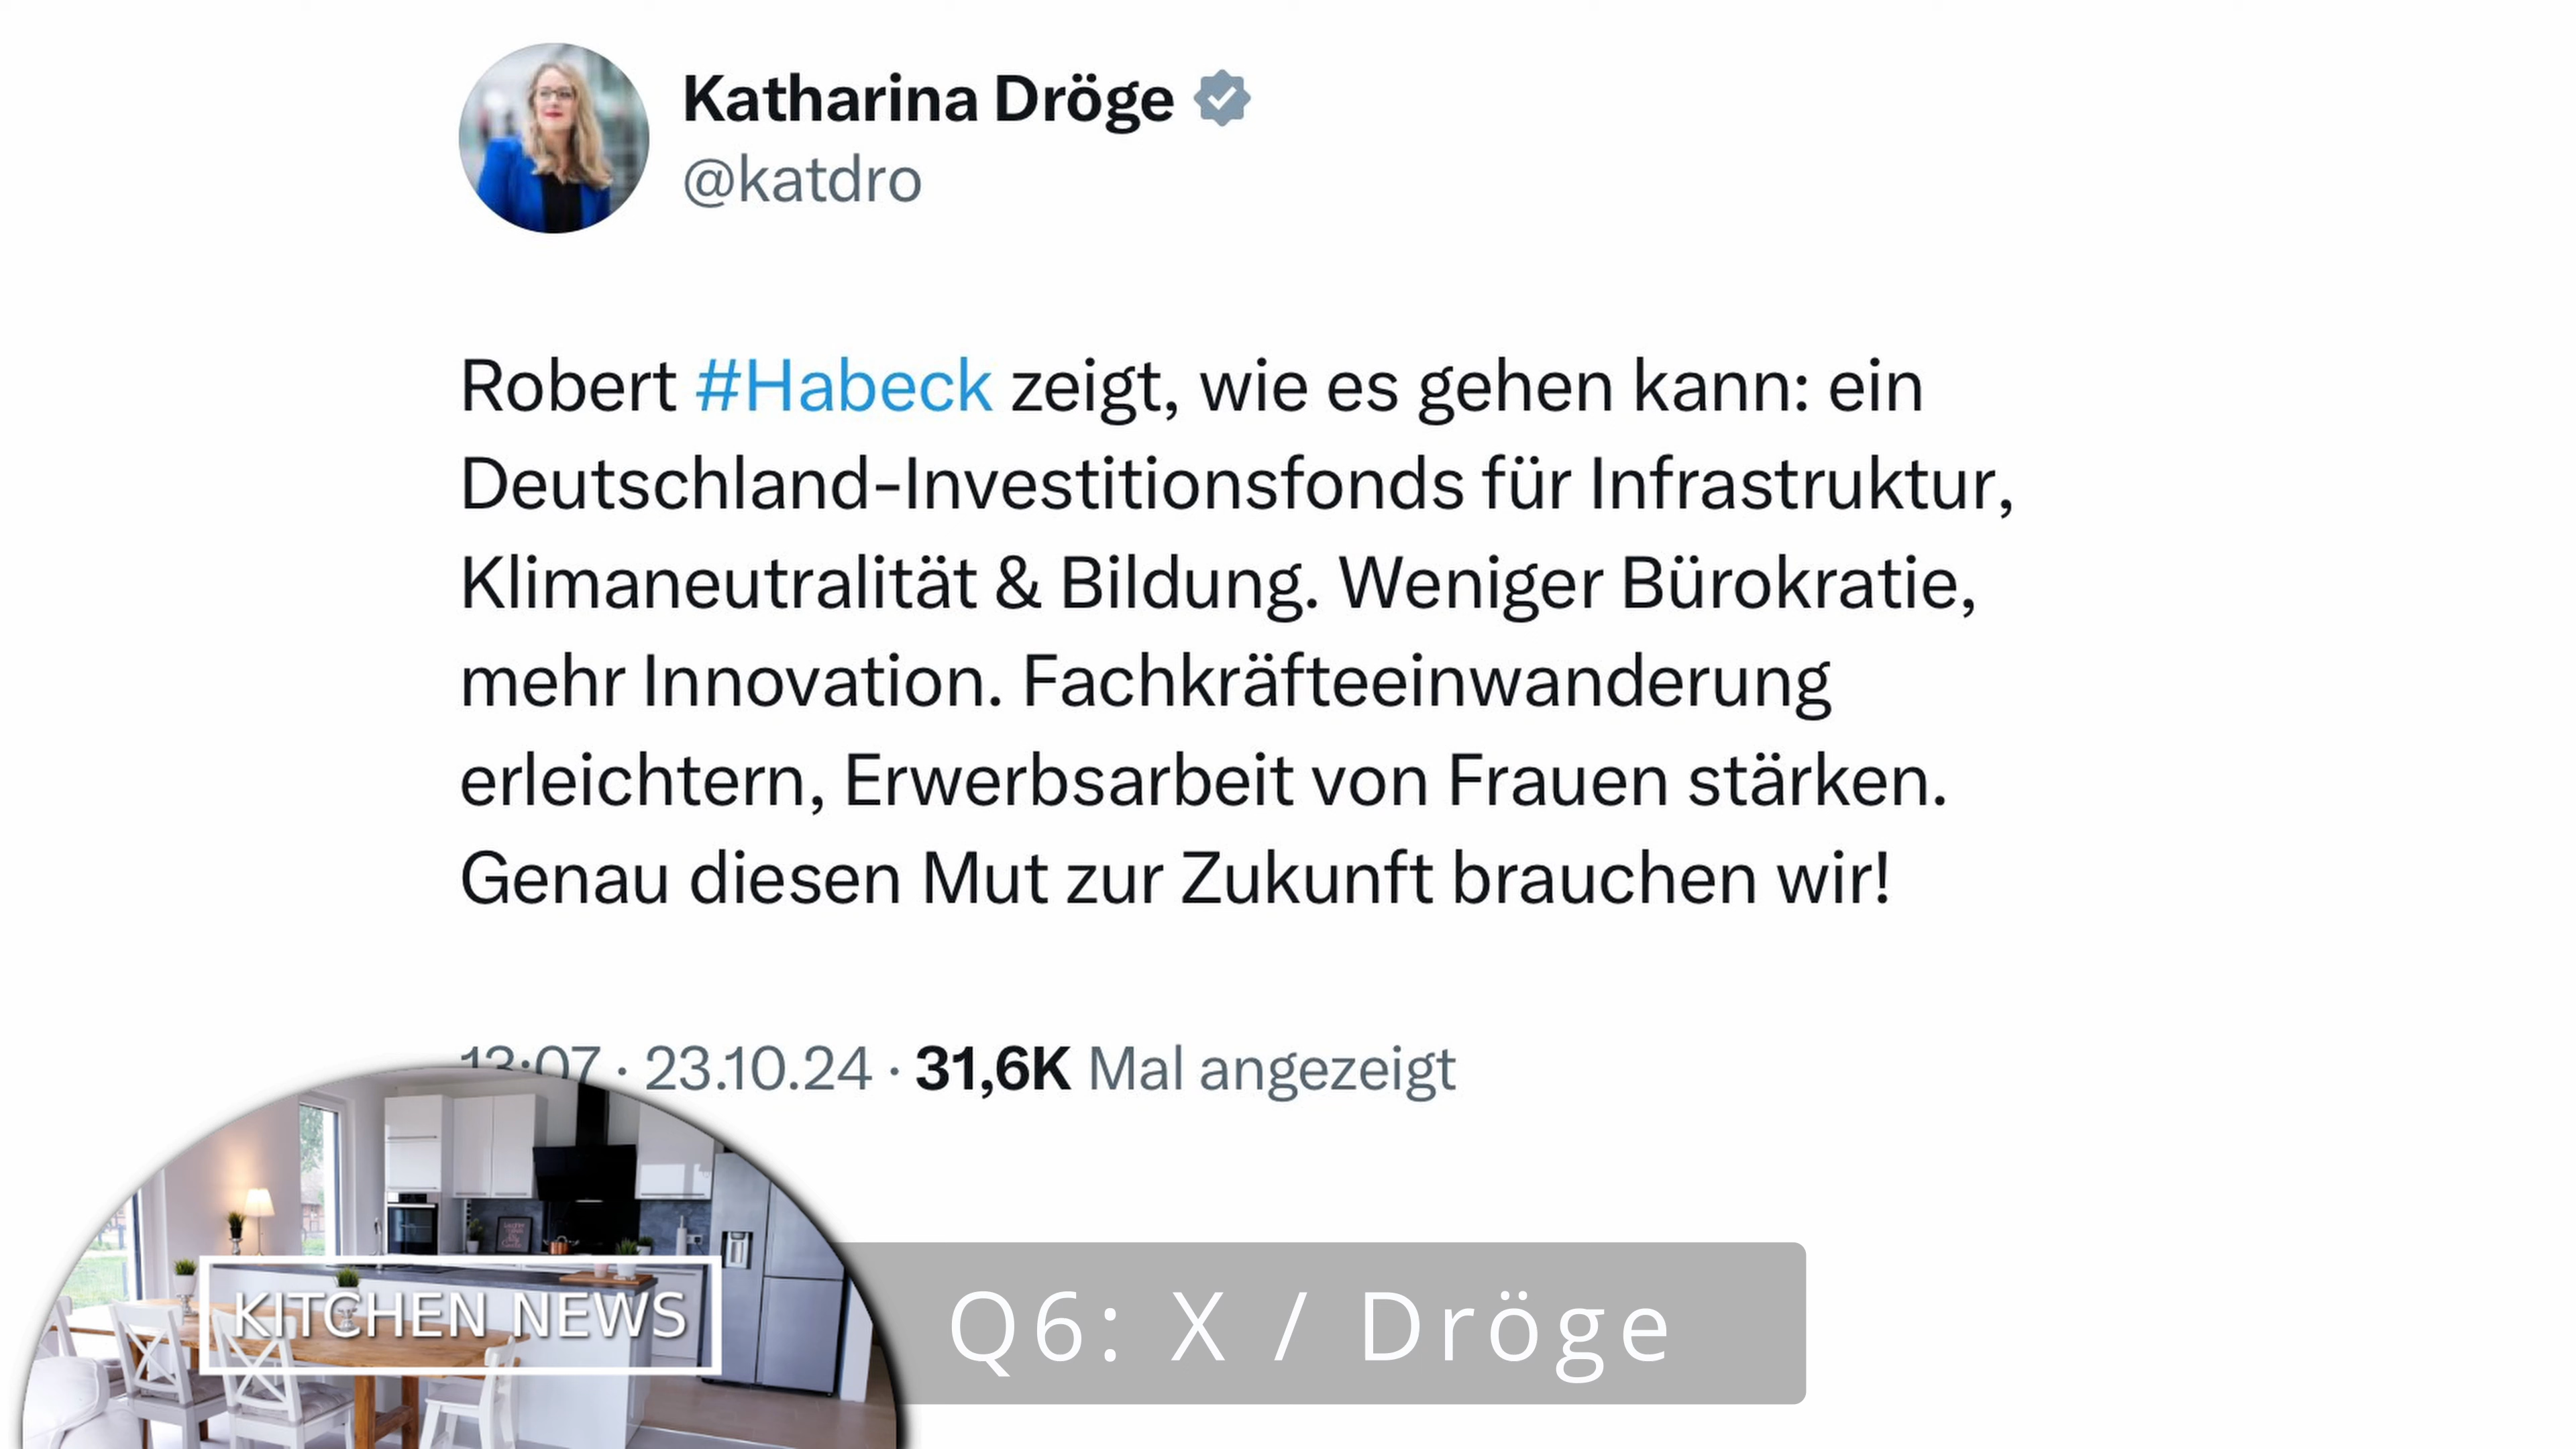 Katharina Dröge
@katdro
Robert #Habeck zeigt, wie es gehen kann: ein
Deutschland-Investitionsfonds für Infrastruktur,
Klimaneutralität & Bildung. Weniger Bürokratie,
mehr Innovation. Fachkräfteeinwanderung
erleichtern, Erwerbsarbeit von Frauen stärken.
Genau diesen Mut zur Zukunft brauchen wir!
13:07 · 23.10.24 · 31,6K Mal angezeigt
KITCHEN NEWS
Q6: X / Dröge